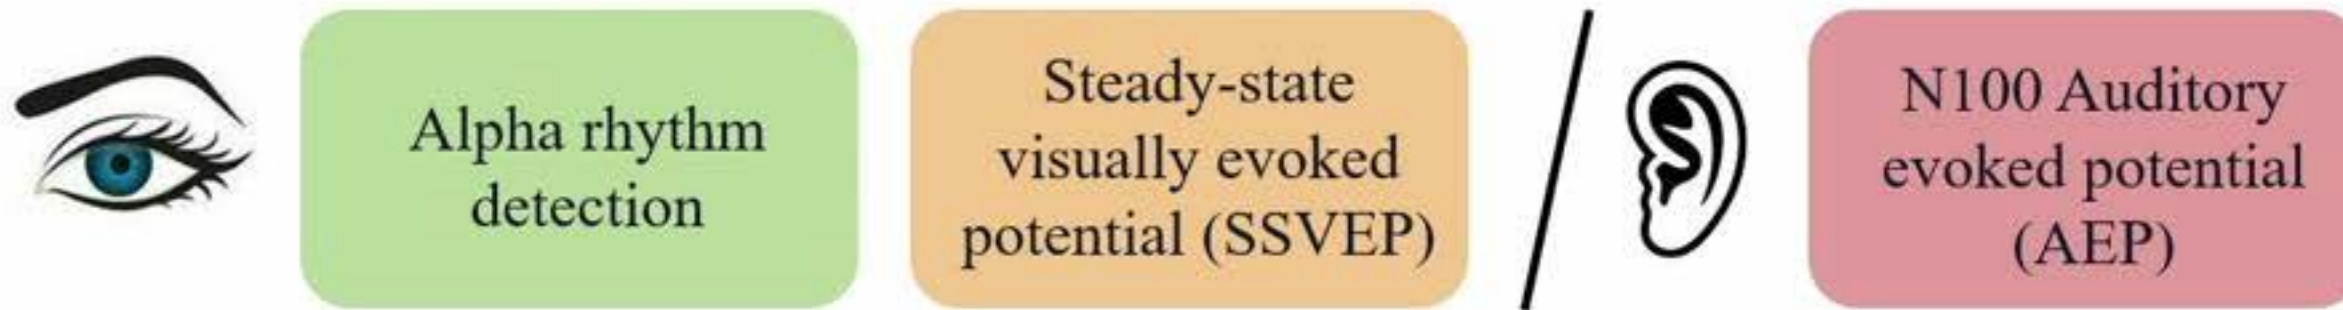 Alpha rhythm
detection
Steady-state
visually evoked
potential (SSVEP)
N100 Auditory
evoked potential
(AEP)